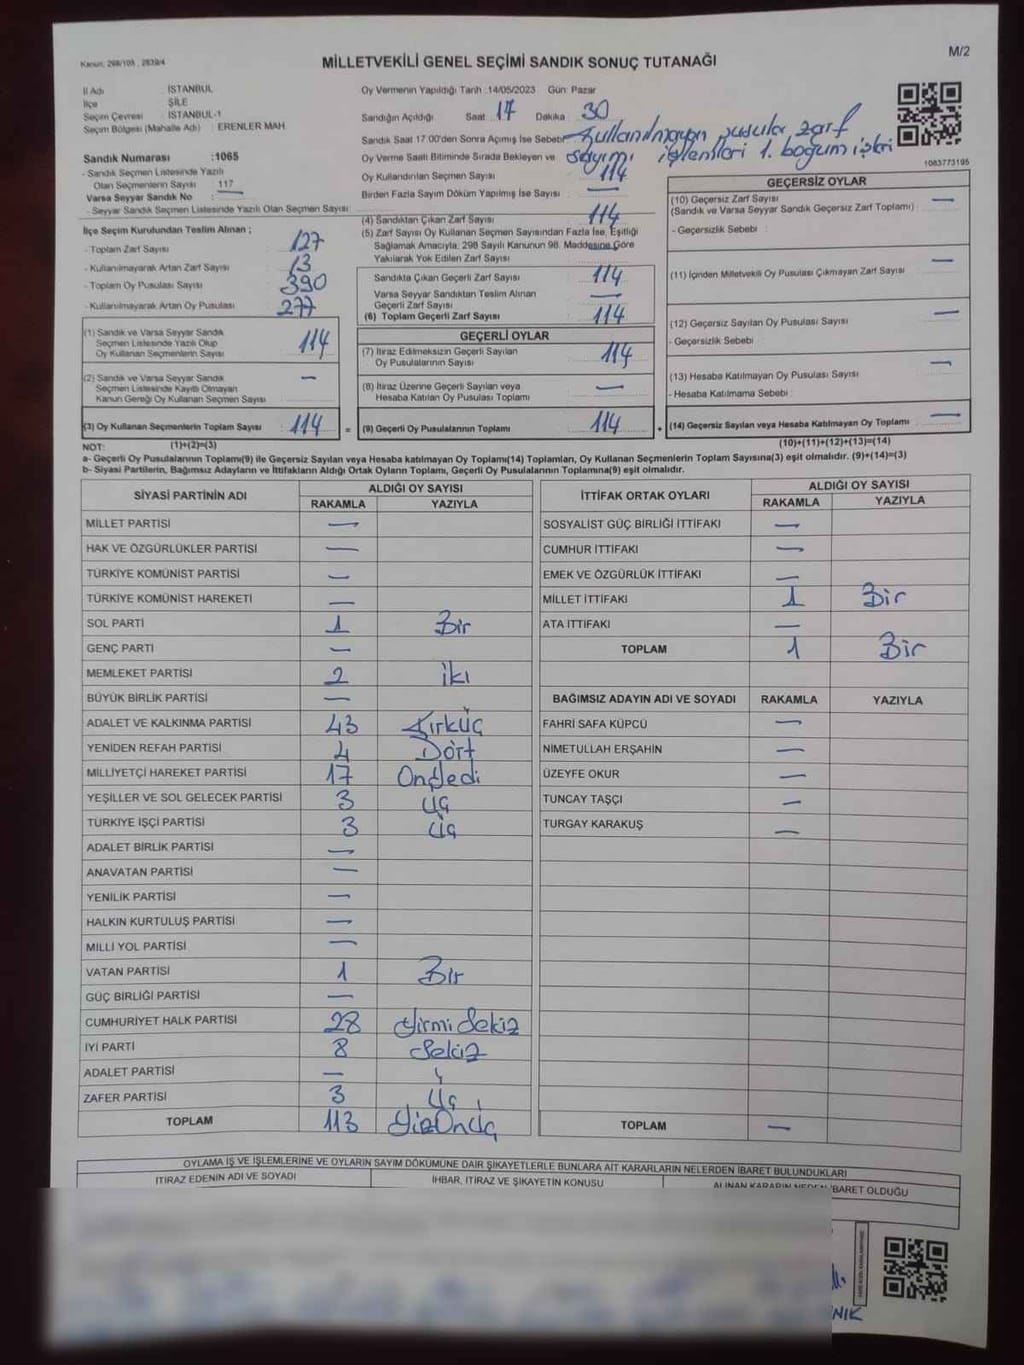 M/2
Kanun: 298/105 , 2839/4
MİLLETVEKİLİ GENEL SEÇİMİ SANDIK SONUÇ TUTANAĞI
İl Adı İSTANBUL
İlçe ŞİLE
Seçim Çevresi İSTANBUL-1
Seçim Bölgesi (Mahalle Adı) : ERENLER MAH.
Sandık Numarası :1065
- Sandık Seçmen Listesinde Yazılı
Olan Seçmenlerin Sayısı : 117
Varsa Seyyar Sandık No : —
- Seyyar Sandık Seçmen Listesinde Yazılı Olan Seçmen Sayısı:
İlçe Seçim Kurulundan Teslim Alınan ;
- Toplam Zarf Sayısı 127
- Kullanılmayarak Artan Zarf Sayısı 13
- Toplam Oy Pusulası Sayısı 390
- Kullanılmayarak Artan Oy Pusulası 277
(1) Sandık ve Varsa Seyyar Sandık
Seçmen Listesinde Yazılı Olup
Oy Kullanan Seçmenlerin Sayısı 114
(2) Sandık ve Varsa Seyyar Sandık
Seçmen Listesinde Kayıtlı Olmayan
Kanun Gereği Oy Kullanan Seçmen Sayısı —
(3) Oy Kullanan Seçmenlerin Toplam Sayısı 114 =
Oy Vermenin Yapıldığı Tarih :14/05/2023 Gün: Pazar
Sandığın Açıldığı Saat 17 Dakika 30
Sandık Saat 17.00'den Sonra Açılmış İse Sebebi Kullanılmayan pusula, zarf
Oy Verme Saati Bitiminde Sırada Bekleyen ve sayımı işlemleri
Oy Kullandırılan Seçmen Sayısı 114
Birden Fazla Sayım Döküm Yapılmış İse Sayısı —
(4) Sandıktan Çıkan Zarf Sayısı 114
(5) Zarf Sayısı Oy Kullanan Seçmen Sayısından Fazla İse, Eşitliği
Sağlamak Amacıyla, 298 Sayılı Kanunun 98. Maddesine Göre
Yakılarak Yok Edilen Zarf Sayısı
Sandıkta Çıkan Geçerli Zarf Sayısı 114
Varsa Seyyar Sandıktan Teslim Alınan
Geçerli Zarf Sayısı —
(6) Toplam Geçerli Zarf Sayısı 114
GEÇERLİ OYLAR
(7) İtiraz Edilmeksizin Geçerli Sayılan
Oy Pusulalarının Sayısı 114
(8) İtiraz Üzerine Geçerli Sayılan veya
Hesaba Katılan Oy Pusulası Toplamı —
(9) Geçerli Oy Pusulalarının Toplamı 114 +
1083773195
GEÇERSİZ OYLAR
(10) Geçersiz Zarf Sayısı —
(Sandık ve Varsa Seyyar Sandık Geçersiz Zarf Toplamı)
- Geçersizlik Sebebi :
(11) İçinden Milletvekili Oy Pusulası Çıkmayan Zarf Sayısı —
(12) Geçersiz Sayılan Oy Pusulası Sayısı —
- Geçersizlik Sebebi :
(13) Hesaba Katılmayan Oy Pusulası Sayısı —
- Hesaba Katılmama Sebebi :
(14) Geçersiz Sayılan veya Hesaba Katılmayan Oy Toplamı —
NOT: (1)+(2)=(3) (10)+(11)+(12)+(13)=(14)
a- Geçerli Oy Pusulalarının Toplamı(9) ile Geçersiz Sayılan veya Hesaba katılmayan Oy Toplamı(14) Toplamları, Oy Kullanan Seçmenlerin Toplam Sayısına(3) eşit olmalıdır. (9)+(14)=(3)
b- Siyasi Partilerin, Bağımsız Adayların ve İttifakların Aldığı Ortak Oyların Toplamı, Geçerli Oy Pusulalarının Toplamına(9) eşit olmalıdır.
SİYASİ PARTİNİN ADI ALDIĞI OY SAYISI
RAKAMLA YAZIYLA
MİLLET PARTİSİ —
HAK VE ÖZGÜRLÜKLER PARTİSİ —
TÜRKİYE KOMÜNİST PARTİSİ —
TÜRKİYE KOMÜNİST HAREKETİ —
SOL PARTİ 1 Bir
GENÇ PARTİ —
MEMLEKET PARTİSİ 2 İki
BÜYÜK BİRLİK PARTİSİ —
ADALET VE KALKINMA PARTİSİ 43 Kırküç
YENİDEN REFAH PARTİSİ 4 Dört
MİLLİYETÇİ HAREKET PARTİSİ 17 Onyedi
YEŞİLLER VE SOL GELECEK PARTİSİ 3 Üç
TÜRKİYE İŞÇİ PARTİSİ 3 Üç
ADALET BİRLİK PARTİSİ —
ANAVATAN PARTİSİ —
YENİLİK PARTİSİ —
HALKIN KURTULUŞ PARTİSİ —
MİLLİ YOL PARTİSİ —
VATAN PARTİSİ 1 Bir
GÜÇ BİRLİĞİ PARTİSİ —
CUMHURİYET HALK PARTİSİ 28 Yirmi Sekiz
İYİ PARTİ 8 Sekiz
ADALET PARTİSİ —
ZAFER PARTİSİ 3 Üç
TOPLAM 113 YüzOnüç
İTTİFAK ORTAK OYLARI ALDIĞI OY SAYISI
RAKAMLA YAZIYLA
SOSYALİST GÜÇ BİRLİĞİ İTTİFAKI —
CUMHUR İTTİFAKI —
EMEK VE ÖZGÜRLÜK İTTİFAKI —
MİLLET İTTİFAKI 1 Bir
ATA İTTİFAKI —
TOPLAM 1 Bir
BAĞIMSIZ ADAYIN ADI VE SOYADI RAKAMLA YAZIYLA
FAHRİ SAFA KÜPCÜ —
NİMETULLAH ERŞAHİN —
ÜZEYFE OKUR —
TUNCAY TAŞÇI —
TURGAY KARAKUŞ —
TOPLAM —
OYLAMA İŞ VE İŞLEMLERİNE VE OYLARIN SAYIM DÖKÜMÜNE DAİR ŞİKAYETLERLE BUNLARA AİT KARARLARIN NELERDEN İBARET BULUNDUKLARI
İTİRAZ EDENİN ADI VE SOYADI İHBAR, İTİRAZ VE ŞİKAYETİN KONUSU ALINAN KARARIN NEDEN İBARET OLDUĞU